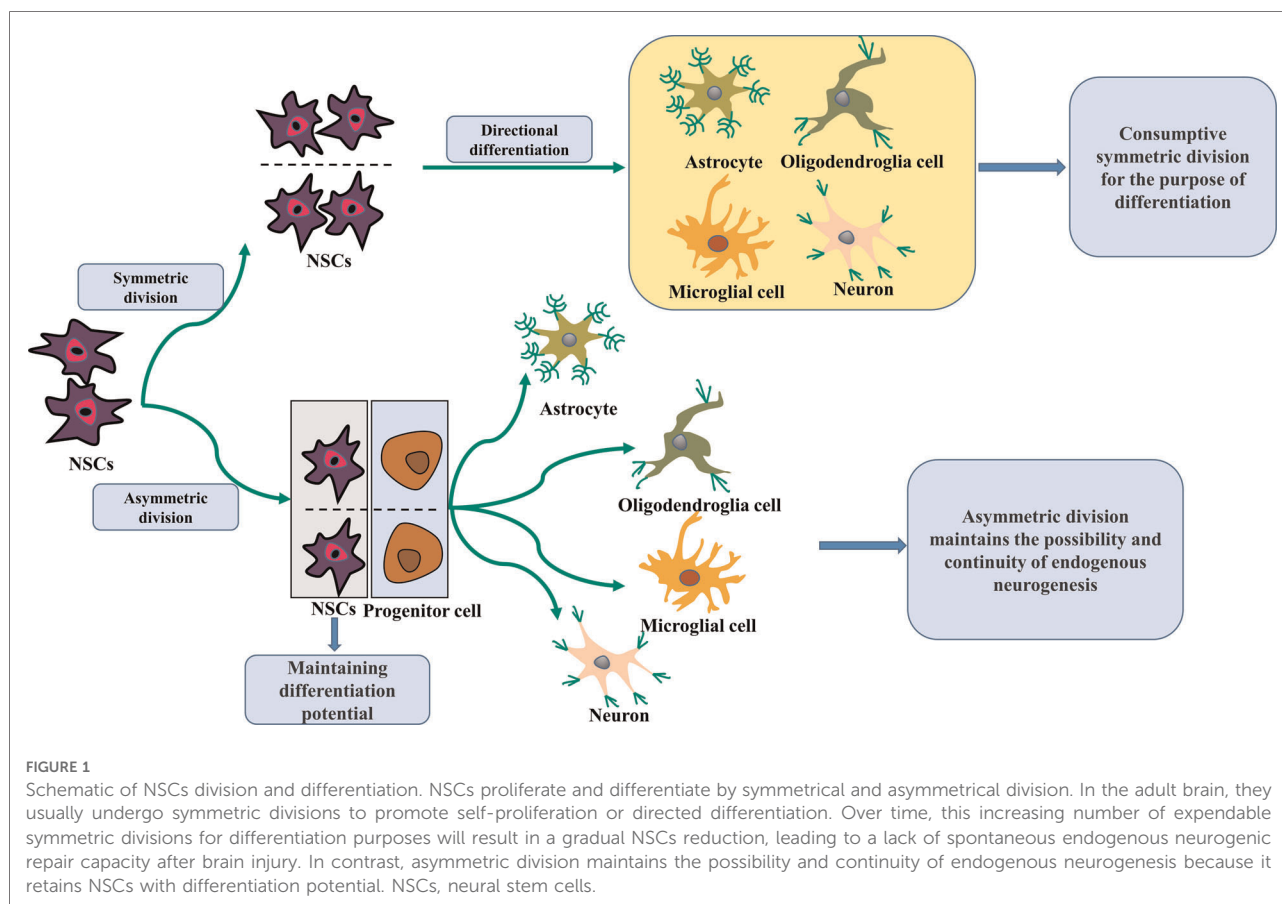 Symmetric
division
NSCs
Asymmetric
division
NSCs
Directional
differentiation
Astrocyte
Oligodendroglia cell
Microglial cell
Neuron
Consumptive
symmetric division
for the purpose of
differentiation
NSCs
Progenitor cell
Maintaining
differentiation
potential
Astrocyte
Oligodendroglia cell
Microglial cell
Neuron
Asymmetric division
maintains the possibility and
continuity of endogenous
neurogenesis
FIGURE 1
Schematic of NSCs division and differentiation. NSCs proliferate and differentiate by symmetrical and asymmetrical division. In the adult brain, they
usually undergo symmetric divisions to promote self-proliferation or directed differentiation. Over time, this increasing number of expendable
symmetric divisions for differentiation purposes will result in a gradual NSCs reduction, leading to a lack of spontaneous endogenous neurogenic
repair capacity after brain injury. In contrast, asymmetric division maintains the possibility and continuity of endogenous neurogenesis because it
retains NSCs with differentiation potential. NSCs, neural stem cells.